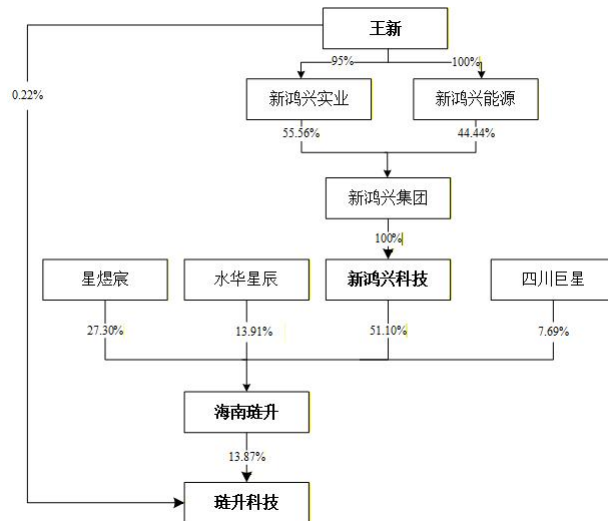 王新
95%
100%
0.22%
新鸿兴实业
新鸿兴能源
55.56%
44.44%
新鸿兴集团
100%
星煜宸
水华星辰
新鸿兴科技
四川巨星
27.30%
13.91%
51.10%
7.69%
海南琏升
13.87%
琏升科技